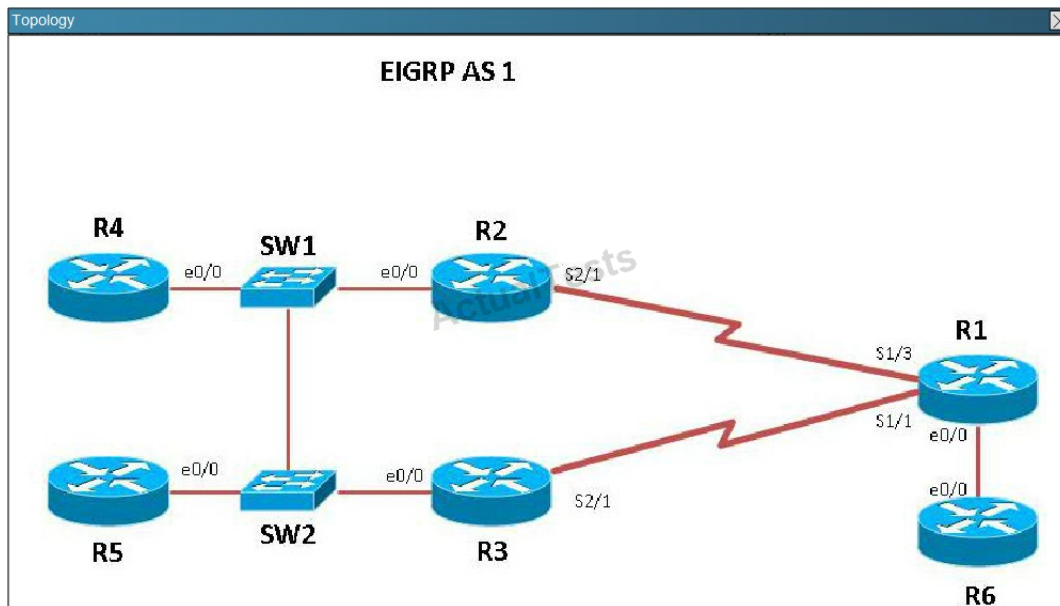 Topology
EIGRP AS 1
R4
SW1
R2
e0/0
e0/0
S2/1
ActualTests
R1
S1/3
S1/1
e0/0
e0/0
e0/0
S2/1
e0/0
R5
SW2
R3
R6